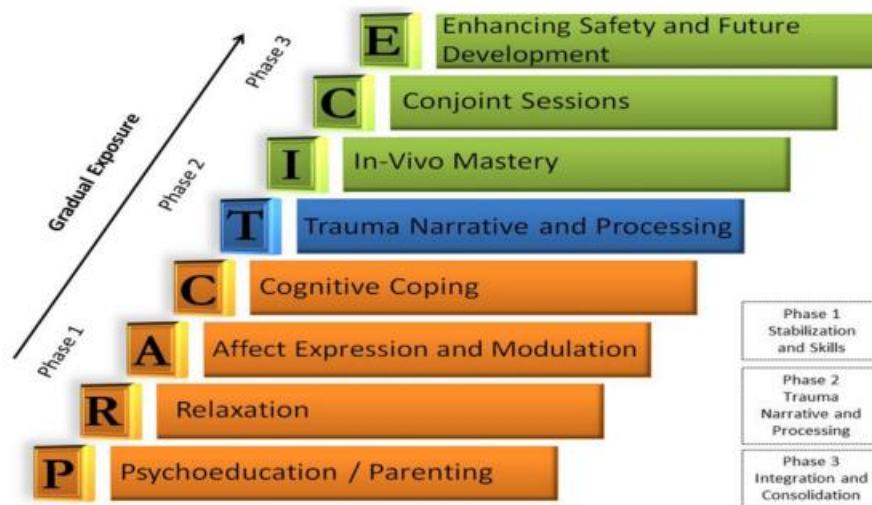 E
Enhancing Safety and Future
Development
C
Conjoint Sessions
I
In-Vivo Mastery
T
Trauma Narrative and Processing
C
Cognitive Coping
A
Affect Expression and Modulation
R
Relaxation
P
Psychoeducation / Parenting
Gradual Exposure
Phase 3
Phase 2
Phase 1
Phase 1
Stabilization
and Skills
Phase 2
Trauma
Narrative and
Processing
Phase 3
Integration and
Consolidation